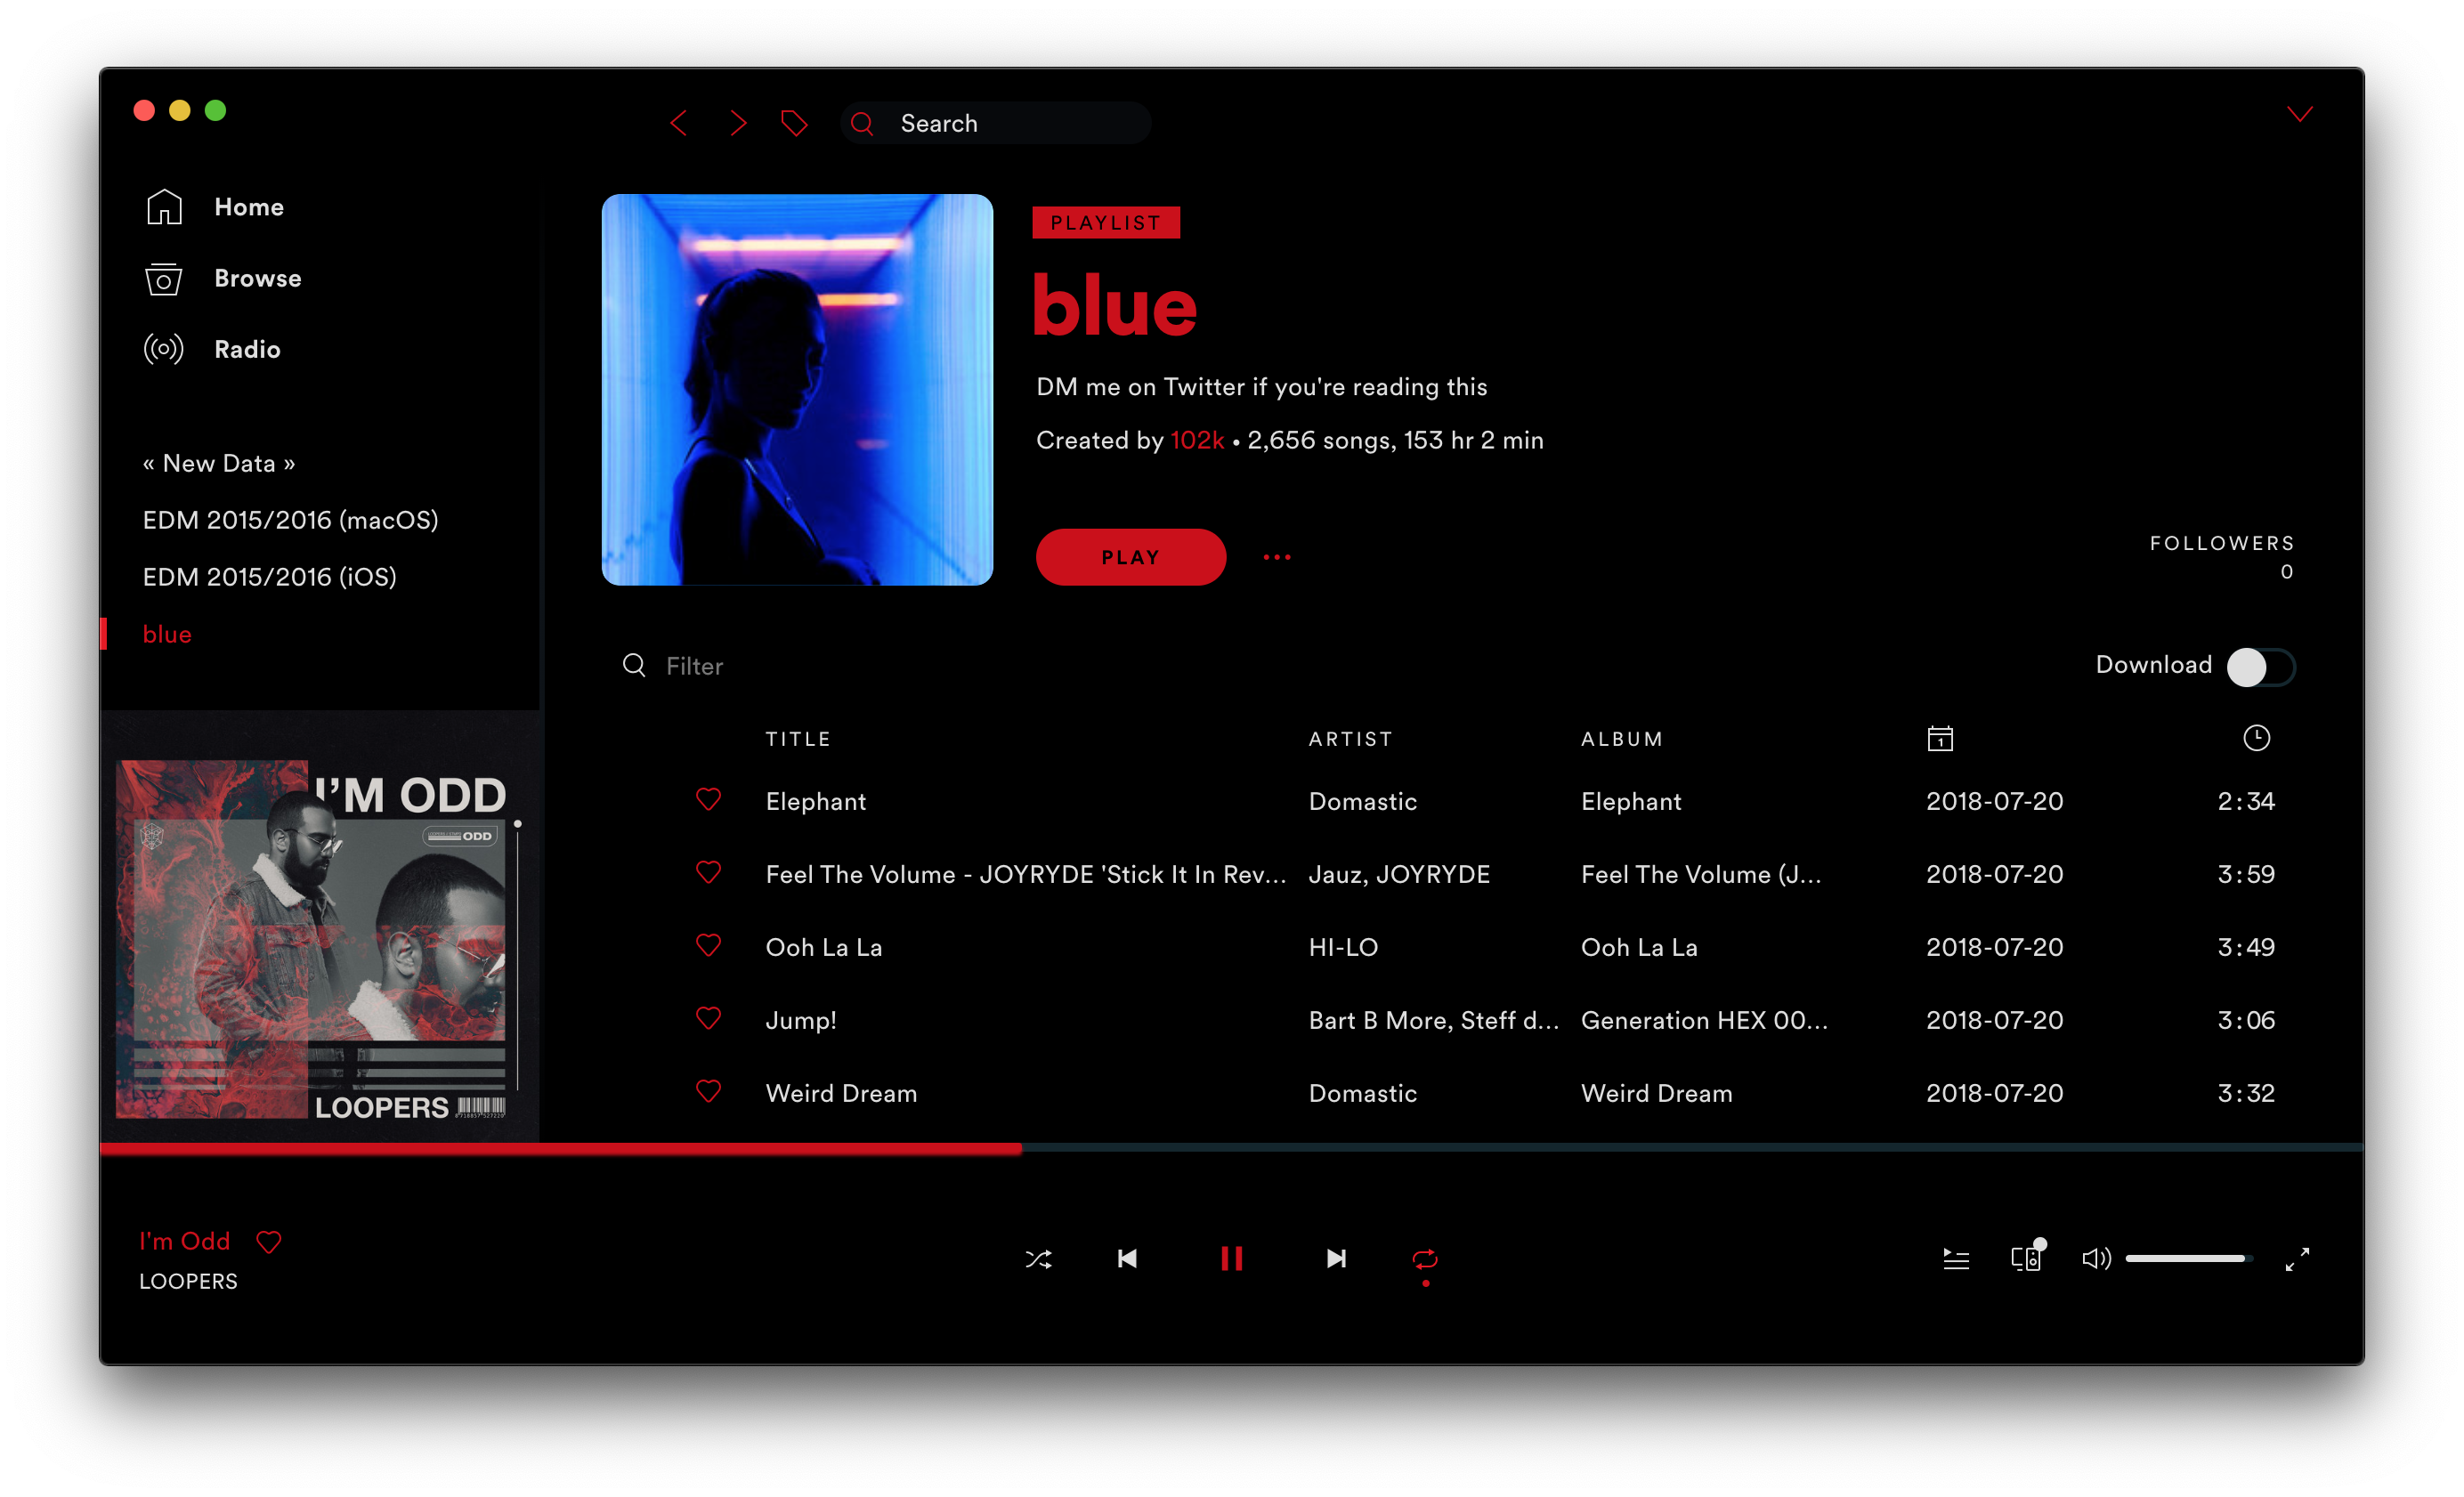 Search
Home
Browse
Radio
« New Data »
EDM 2015/2016 (macOS)
EDM 2015/2016 (iOS)
blue
PLAYLIST
blue
DM me on Twitter if you're reading this
Created by 102k • 2,656 songs, 153 hr 2 min
PLAY
FOLLOWERS
0
Filter
Download
TITLE ARTIST ALBUM 1
Elephant Domastic Elephant 2018-07-20 2:34
Feel The Volume - JOYRYDE 'Stick It In Rev... Jauz, JOYRYDE Feel The Volume (J... 2018-07-20 3:59
Ooh La La HI-LO Ooh La La 2018-07-20 3:49
Jump! Bart B More, Steff d... Generation HEX 00... 2018-07-20 3:06
Weird Dream Domastic Weird Dream 2018-07-20 3:32
I'M ODD
ODD
LOOPERS
I'm Odd
LOOPERS